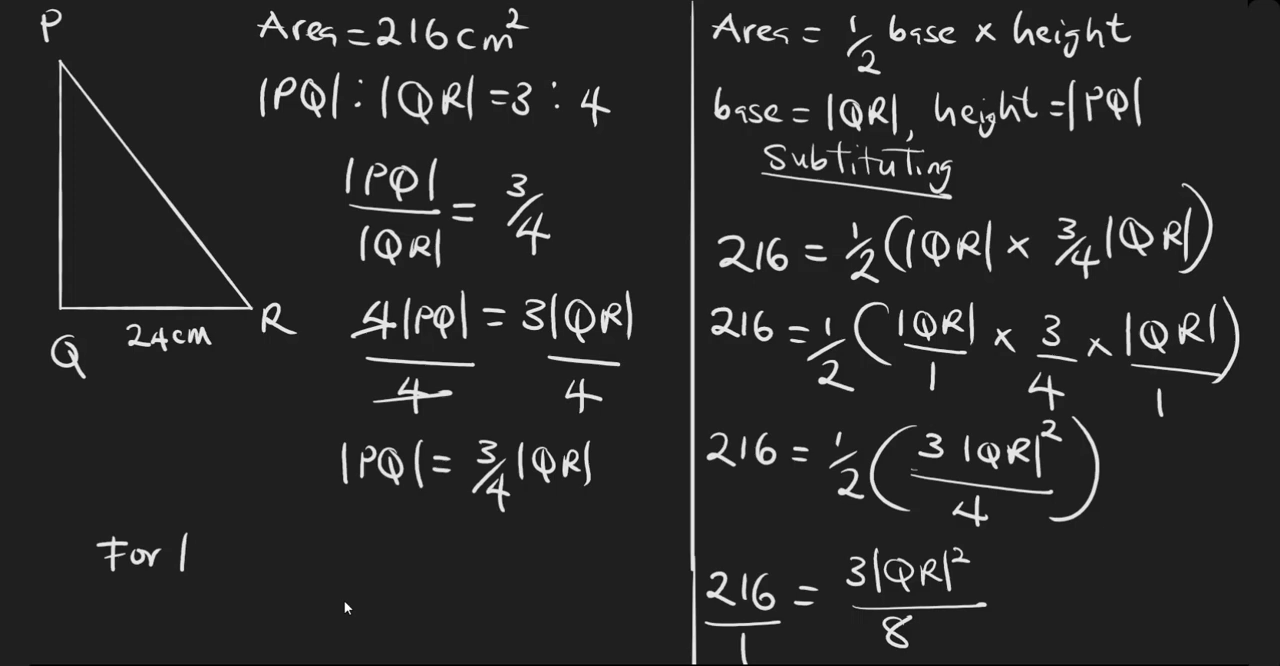 P
Q
24cm
R
Area = 216cm²
|PQ| : |QR| = 3 : 4
|PQ|/|QR| = 3/4
4|PQ|/4 = 3|QR|/4
|PQ| = 3/4 |QR|
For |
Area = 1/2 base × height
base = |QR|, height = |PQ|
Substituting
216 = 1/2 (|QR| × 3/4 |QR|)
216 = 1/2 (|QR|/1 × 3/4 × |QR|/1)
216 = 1/2 (3|QR|²/4)
216/1 = 3|QR|²/8